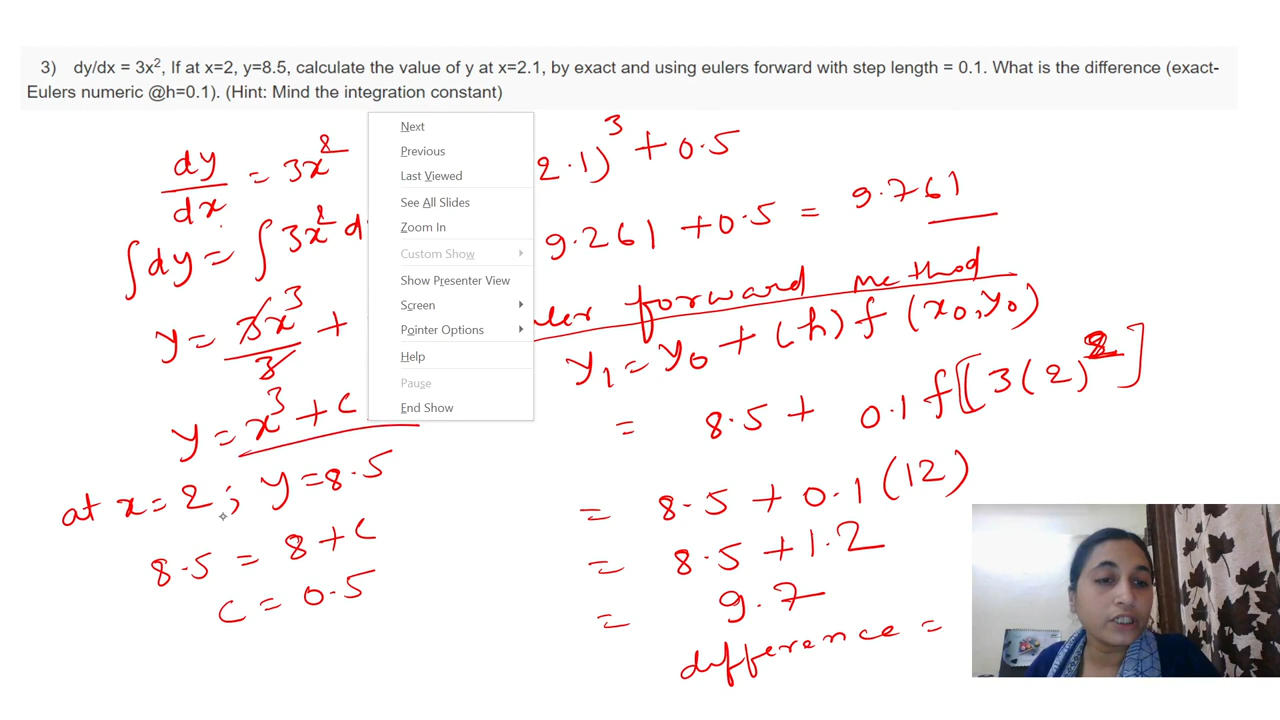 3) dy/dx = 3x², If at x=2, y=8.5, calculate the value of y at x=2.1, by exact and using eulers forward with step length = 0.1. What is the difference (exact-
Eulers numeric @h=0.1). (Hint: Mind the integration constant)
dy/dx = 3x²
∫dy = ∫3x² d
y = 3x³/3 +
y = x³ + c
at x = 2 ; y = 8.5
8.5 = 8 + c
c = 0.5
Next
Previous
Last Viewed
See All Slides
Zoom In
Custom Show
Show Presenter View
Screen
Pointer Options
Help
Pause
End Show
2.1)³ + 0.5
9.261 + 0.5 = 9.761
forward method
y₁ = y₀ + (h) f (x₀, y₀)
= 8.5 + 0.1 f[3(2)²]
= 8.5 + 0.1 (12)
= 8.5 + 1.2
= 9.7
difference =